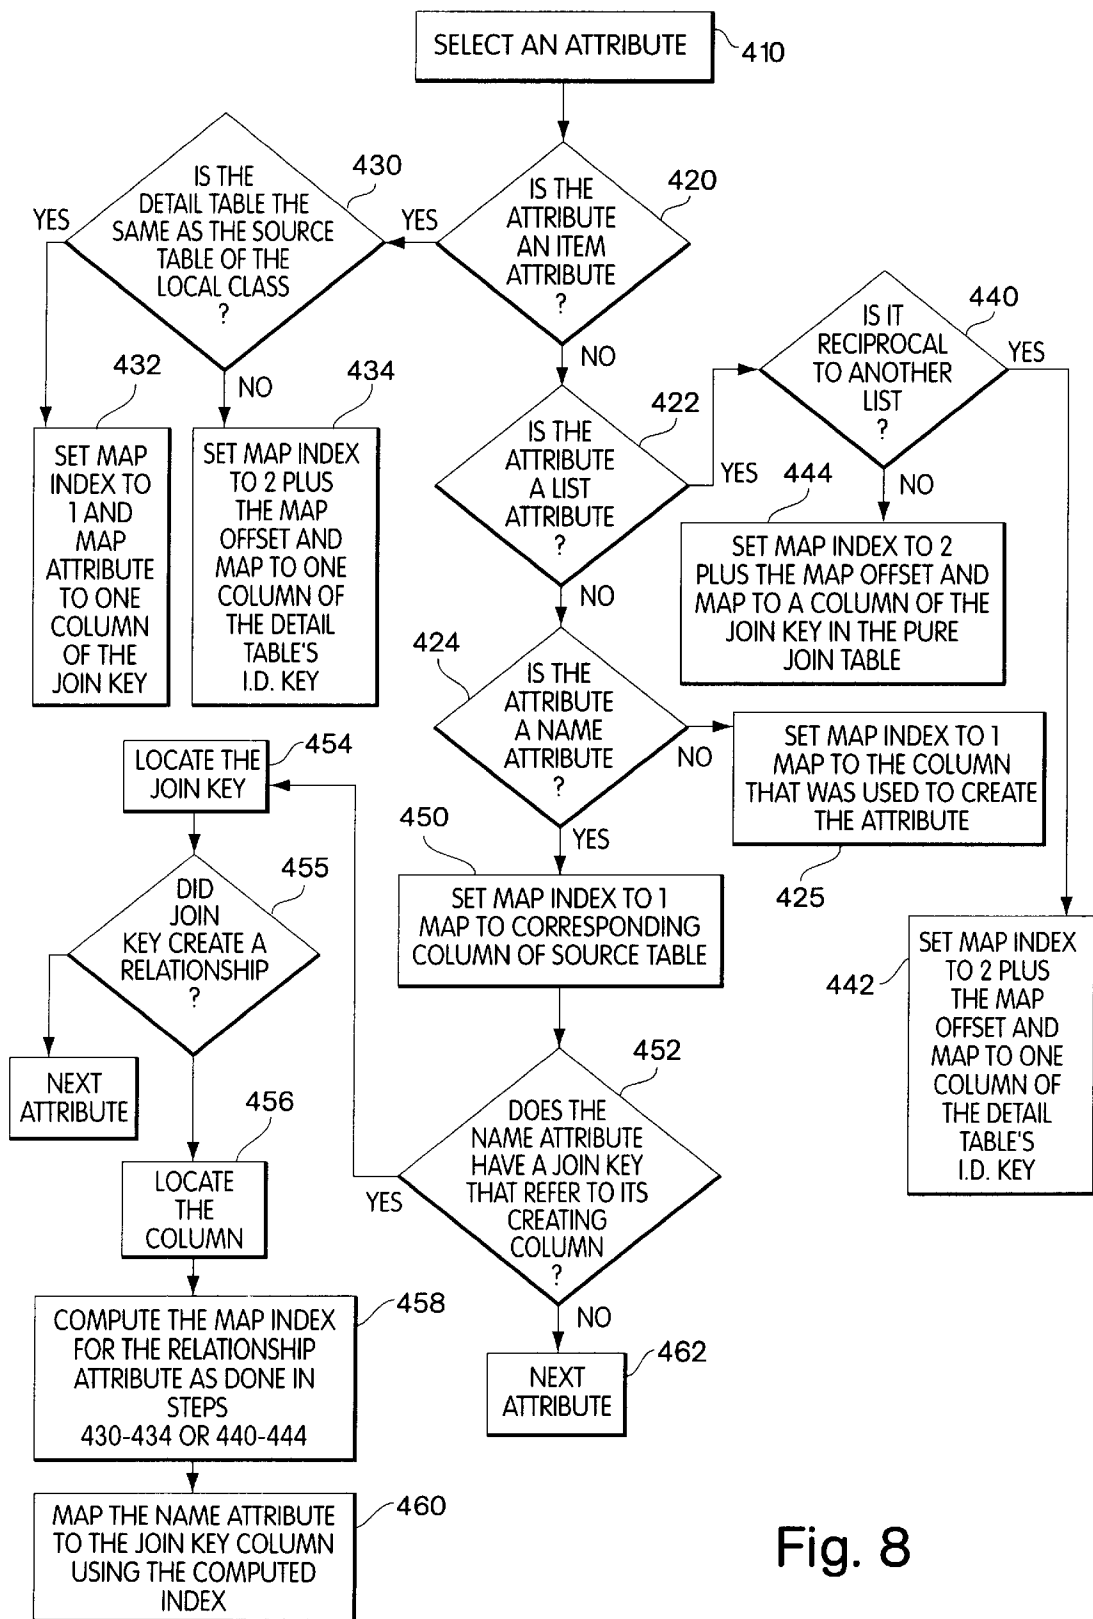 SELECT AN ATTRIBUTE
410
IS THE
ATTRIBUTE
AN ITEM
ATTRIBUTE
?
420
YES
NO
IS THE
DETAIL TABLE THE
SAME AS THE SOURCE
TABLE OF THE
LOCAL CLASS
?
430
YES
NO
432
SET MAP
INDEX TO
1 AND
MAP
ATTRIBUTE
TO ONE
COLUMN
OF THE
JOIN KEY
434
SET MAP INDEX
TO 2 PLUS
THE MAP
OFFSET AND
MAP TO ONE
COLUMN OF
THE DETAIL
TABLE'S
I.D. KEY
IS THE
ATTRIBUTE
A LIST
ATTRIBUTE
?
422
YES
NO
IS IT
RECIPROCAL
TO ANOTHER
LIST
?
440
YES
NO
444
SET MAP INDEX TO 2
PLUS THE MAP OFFSET AND
MAP TO A COLUMN OF THE
JOIN KEY IN THE PURE
JOIN TABLE
424
IS THE
ATTRIBUTE
A NAME
ATTRIBUTE
?
NO
YES
SET MAP INDEX TO 1
MAP TO THE COLUMN
THAT WAS USED TO CREATE
THE ATTRIBUTE
425
442
SET MAP INDEX
TO 2 PLUS
THE MAP
OFFSET AND
MAP TO ONE
COLUMN OF
THE DETAIL
TABLE'S
I.D. KEY
450
SET MAP INDEX TO 1
MAP TO CORRESPONDING
COLUMN OF SOURCE TABLE
452
DOES THE
NAME ATTRIBUTE
HAVE A JOIN KEY
THAT REFER TO ITS
CREATING
COLUMN
?
YES
NO
NEXT
ATTRIBUTE
462
LOCATE THE
JOIN KEY
454
DID
JOIN
KEY CREATE A
RELATIONSHIP
?
455
NEXT
ATTRIBUTE
456
LOCATE
THE
COLUMN
COMPUTE THE MAP INDEX
FOR THE RELATIONSHIP
ATTRIBUTE AS DONE IN
STEPS
430-434 OR 440-444
458
MAP THE NAME ATTRIBUTE
TO THE JOIN KEY COLUMN
USING THE COMPUTED
INDEX
460
Fig. 8